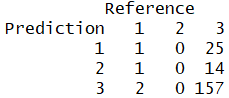 Reference
Prediction 1 2 3
1 1 0 25
2 1 0 14
3 2 0 157